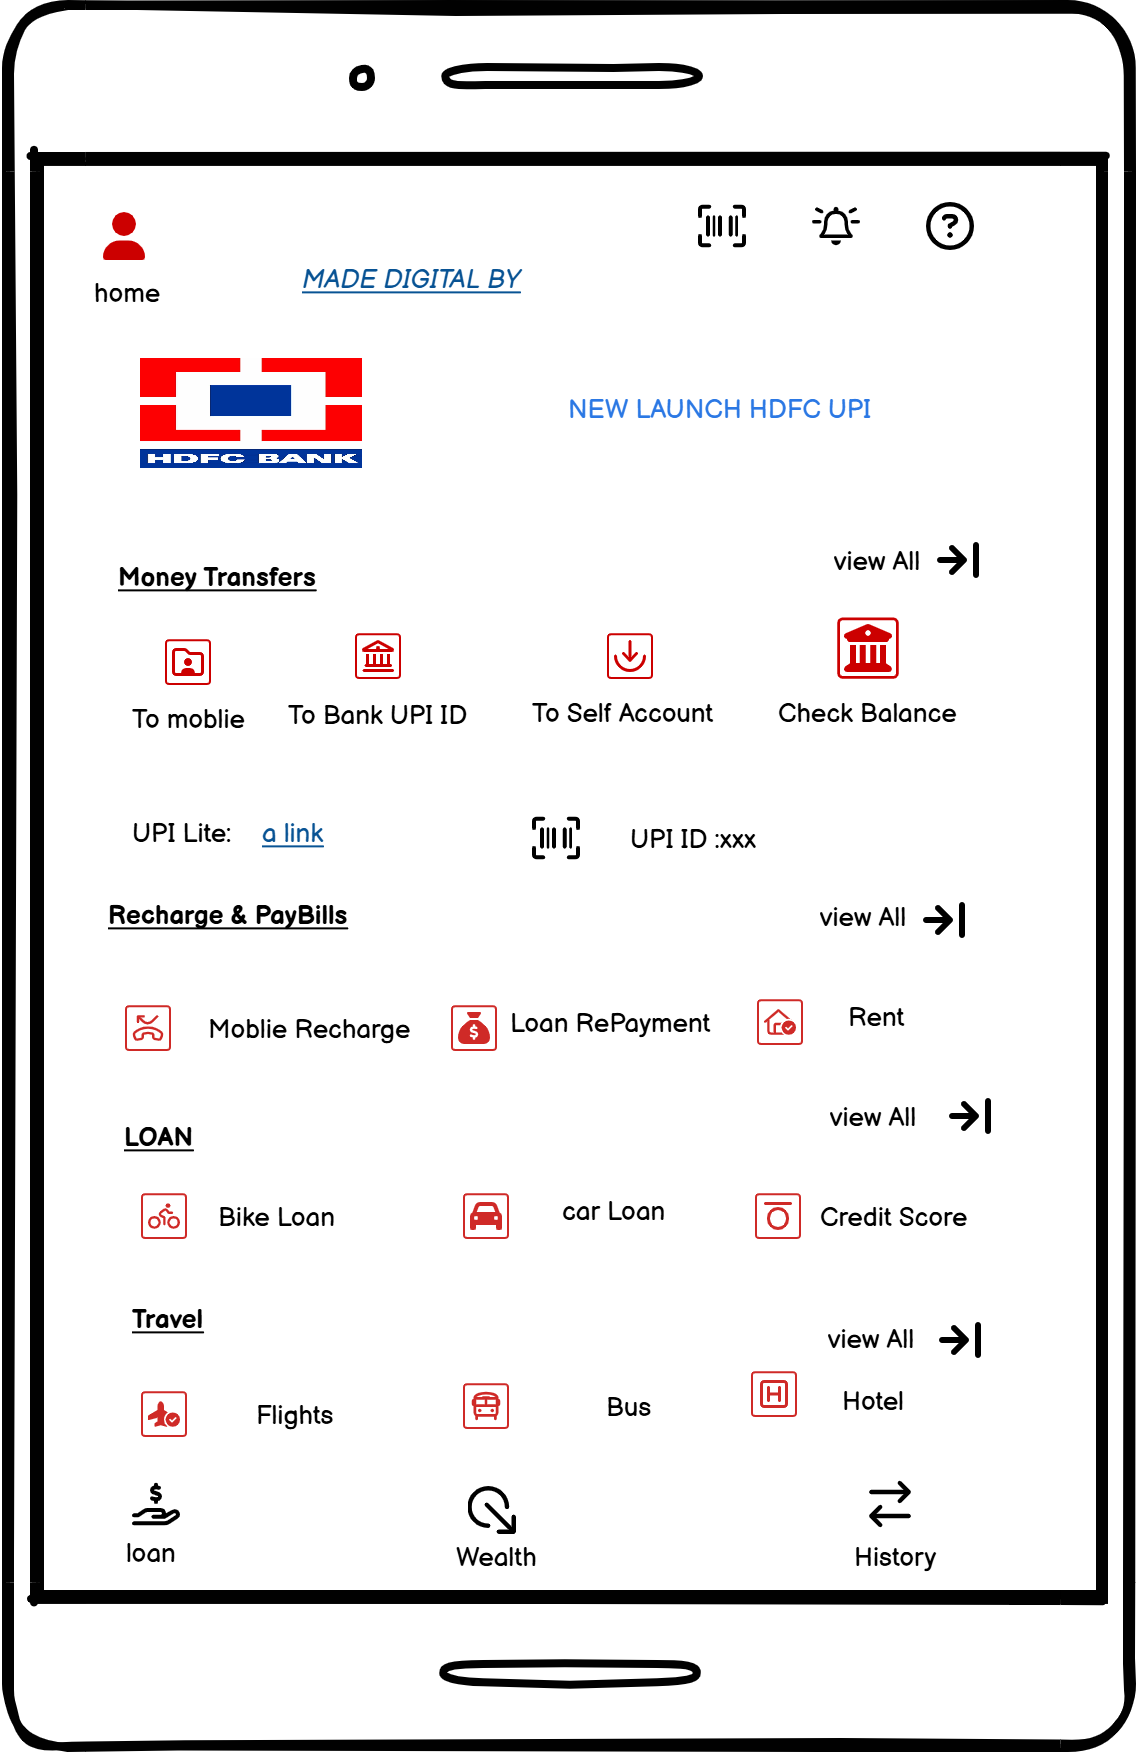 home
MADE DIGITAL BY
HDFC BANK
NEW LAUNCH HDFC UPI
Money Transfers
view All
To moblie
To Bank UPI ID
To Self Account
Check Balance
UPI Lite:
a link
UPI ID :xxx
Recharge & PayBills
view All
Moblie Recharge
Loan RePayment
Rent
LOAN
view All
Bike Loan
car Loan
Credit Score
Travel
view All
Flights
Bus
Hotel
loan
Wealth
History